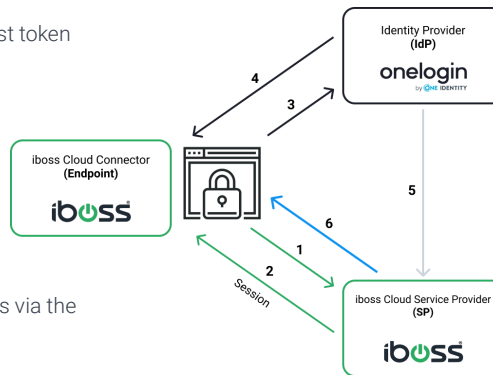 st token
Identity Provider
(IdP)
onelogin
by ONE IDENTITY
4
3
iboss Cloud Connector
(Endpoint)
iboss
5
6
1
2
Session
s via the
iboss Cloud Service Provider
(SP)
iboss